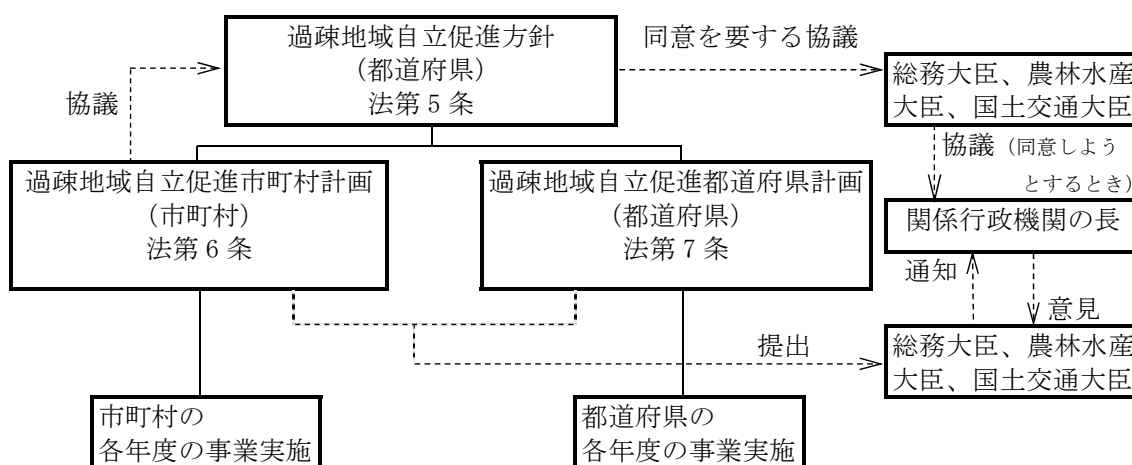 過疎地域自立促進方針
(都道府県)
法第5条
同意を要する協議
総務大臣、農林水産
大臣、国土交通大臣
協議
協議(同意しよう
とするとき)
過疎地域自立促進市町村計画
(市町村)
法第6条
過疎地域自立促進都道府県計画
(都道府県)
法第7条
関係行政機関の長
通知
意見
提出
総務大臣、農林水産
大臣、国土交通大臣
市町村の
各年度の事業実施
都道府県の
各年度の事業実施